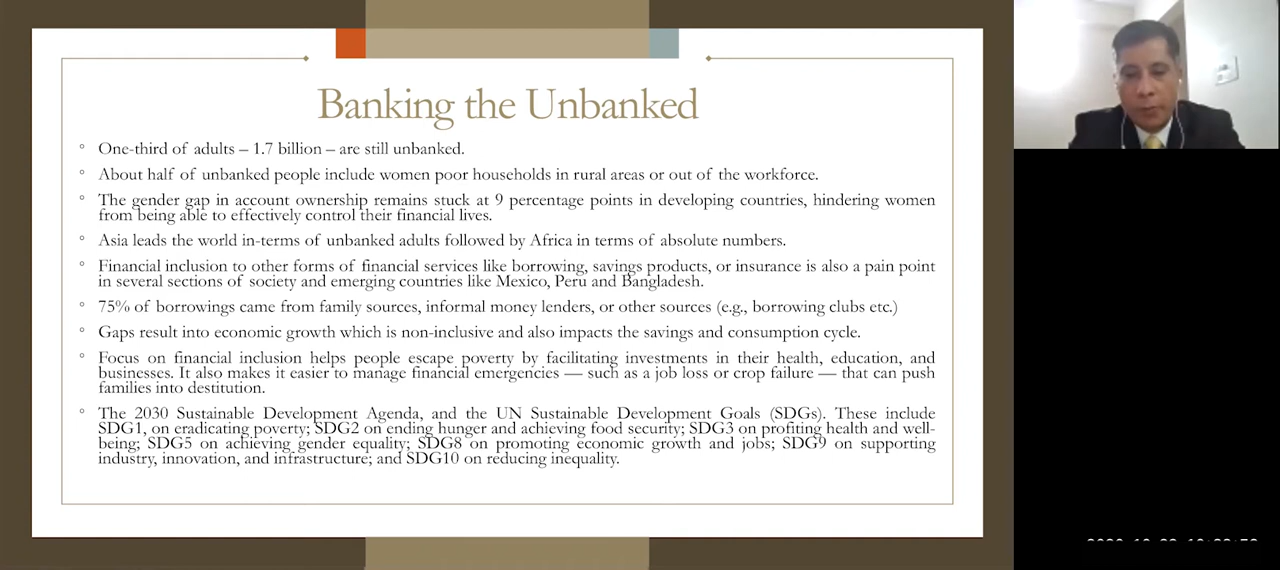 Banking the Unbanked
° One-third of adults – 1.7 billion – are still unbanked.
° About half of unbanked people include women poor households in rural areas or out of the workforce.
° The gender gap in account ownership remains stuck at 9 percentage points in developing countries, hindering women
from being able to effectively control their financial lives.
° Asia leads the world in-terms of unbanked adults followed by Africa in terms of absolute numbers.
° Financial inclusion to other forms of financial services like borrowing, savings products, or insurance is also a pain point
in several sections of society and emerging countries like Mexico, Peru and Bangladesh.
° 75% of borrowings came from family sources, informal money lenders, or other sources (e.g., borrowing clubs etc.)
° Gaps result into economic growth which is non-inclusive and also impacts the savings and consumption cycle.
° Focus on financial inclusion helps people escape poverty by facilitating investments in their health, education, and
businesses. It also makes it easier to manage financial emergencies — such as a job loss or crop failure — that can push
families into destitution.
° The 2030 Sustainable Development Agenda, and the UN Sustainable Development Goals (SDGs). These include
SDG1, on eradicating poverty; SDG2 on ending hunger and achieving food security; SDG3 on profiting health and well-
being; SDG5 on achieving gender equality; SDG8 on promoting economic growth and jobs; SDG9 on supporting
industry, innovation, and infrastructure; and SDG10 on reducing inequality.